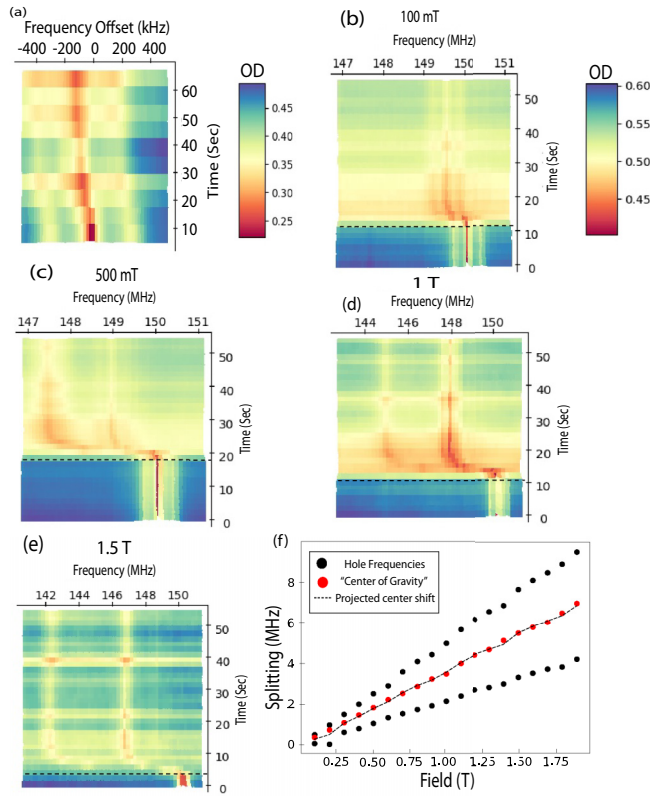 (a)
Frequency Offset (kHz)
-400 -200 0 200 400
60
50
40
30
20
10
Time (Sec)
OD
0.45
0.40
0.35
0.30
0.25
(b)
100 mT
Frequency (MHz)
147 148 149 150 151
50
40
30
20
10
0
Time (Sec)
OD
0.60
0.55
0.50
0.45
(c)
500 mT
Frequency (MHz)
147 148 149 150 151
50
40
30
20
10
0
Time (Sec)
1 T
(d)
Frequency (MHz)
144 146 148 150
50
40
30
20
10
0
Time (Sec)
(e)
1.5 T
Frequency (MHz)
142 144 146 148 150
50
40
30
20
10
0
Time (Sec)
(f)
Hole Frequencies
"Center of Gravity"
Projected center shift
Splitting (MHz)
8
6
4
2
0
0.25 0.50 0.75 1.00 1.25 1.50 1.75
Field (T)